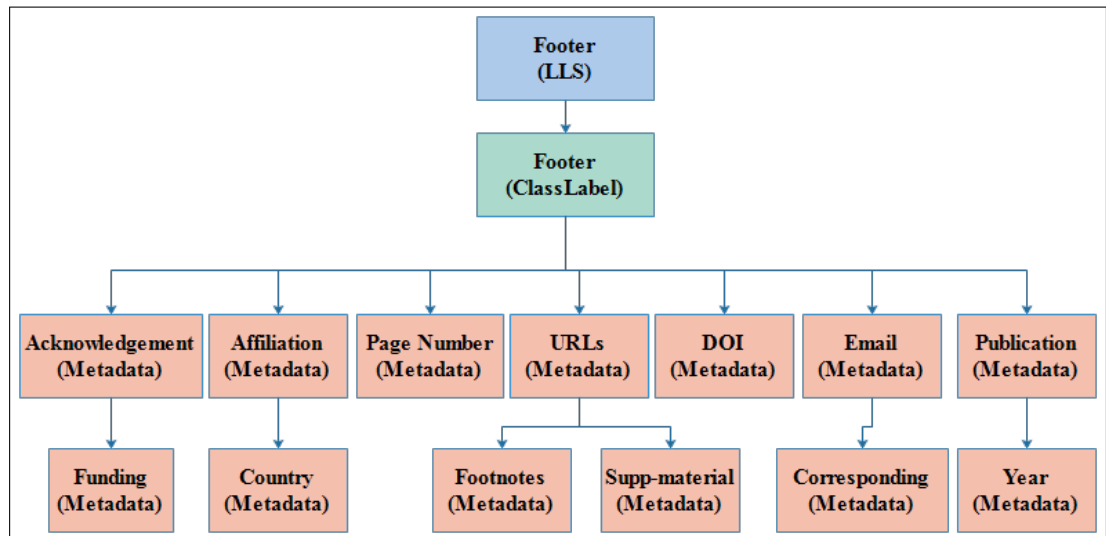 Footer
(LLS)
Footer
(ClassLabel)
Acknowledgement
(Metadata)
Affiliation
(Metadata)
Page Number
(Metadata)
URLs
(Metadata)
DOI
(Metadata)
Email
(Metadata)
Publication
(Metadata)
Funding
(Metadata)
Country
(Metadata)
Footnotes
(Metadata)
Supp-material
(Metadata)
Corresponding
(Metadata)
Year
(Metadata)